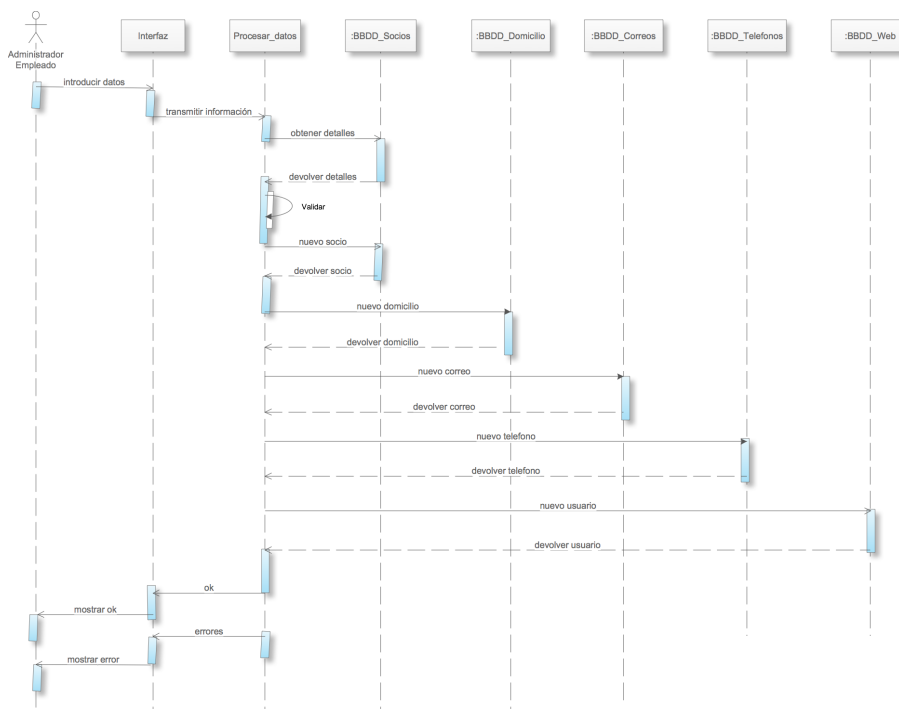 Administrador
Empleado
Interfaz
Procesar_datos
:BBDD_Socios
:BBDD_Domicilio
:BBDD_Correos
:BBDD_Telefonos
:BBDD_Web
introducir datos
transmitir información
obtener detalles
devolver detalles
Validar
nuevo socio
devolver socio
nuevo domicilio
devolver domicilio
nuevo correo
devolver correo
nuevo telefono
devolver telefono
nuevo usuario
devolver usuario
ok
mostrar ok
errores
mostrar error